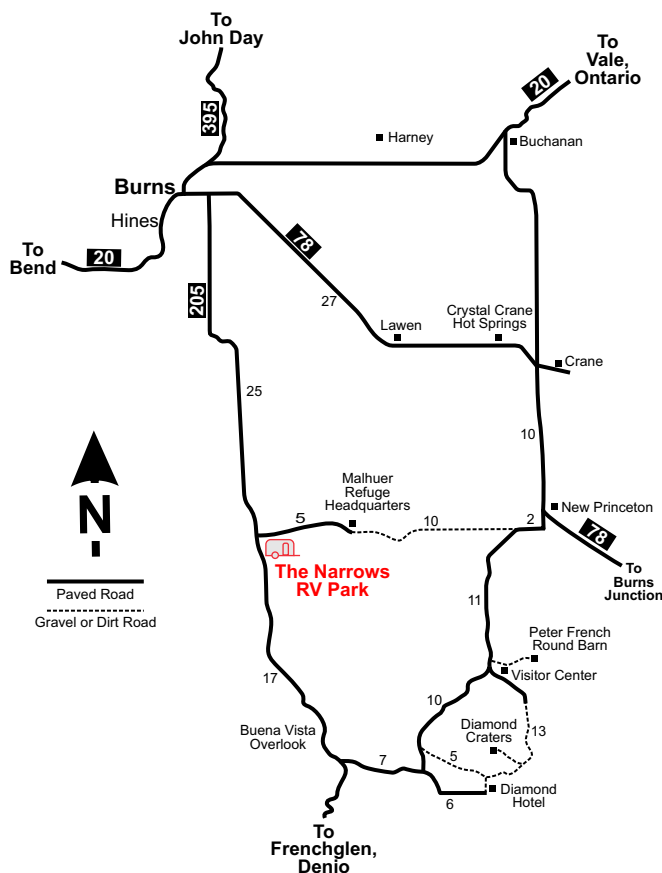 To
John Day
To
Vale,
Ontario
20
395
Harney
Buchanan
Burns
Hines
To
Bend
20
78
205
27
Lawen
Crystal Crane
Hot Springs
Crane
25
10
N
Paved Road
Gravel or Dirt Road
Malhuer
Refuge
Headquarters
5
10
2
New Princeton
78
To
Burns
Junction
The Narrows
RV Park
11
Peter French
Round Barn
Visitor Center
17
10
Diamond
Craters
13
Buena Vista
Overlook
7
5
6
Diamond
Hotel
To
Frenchglen,
Denio